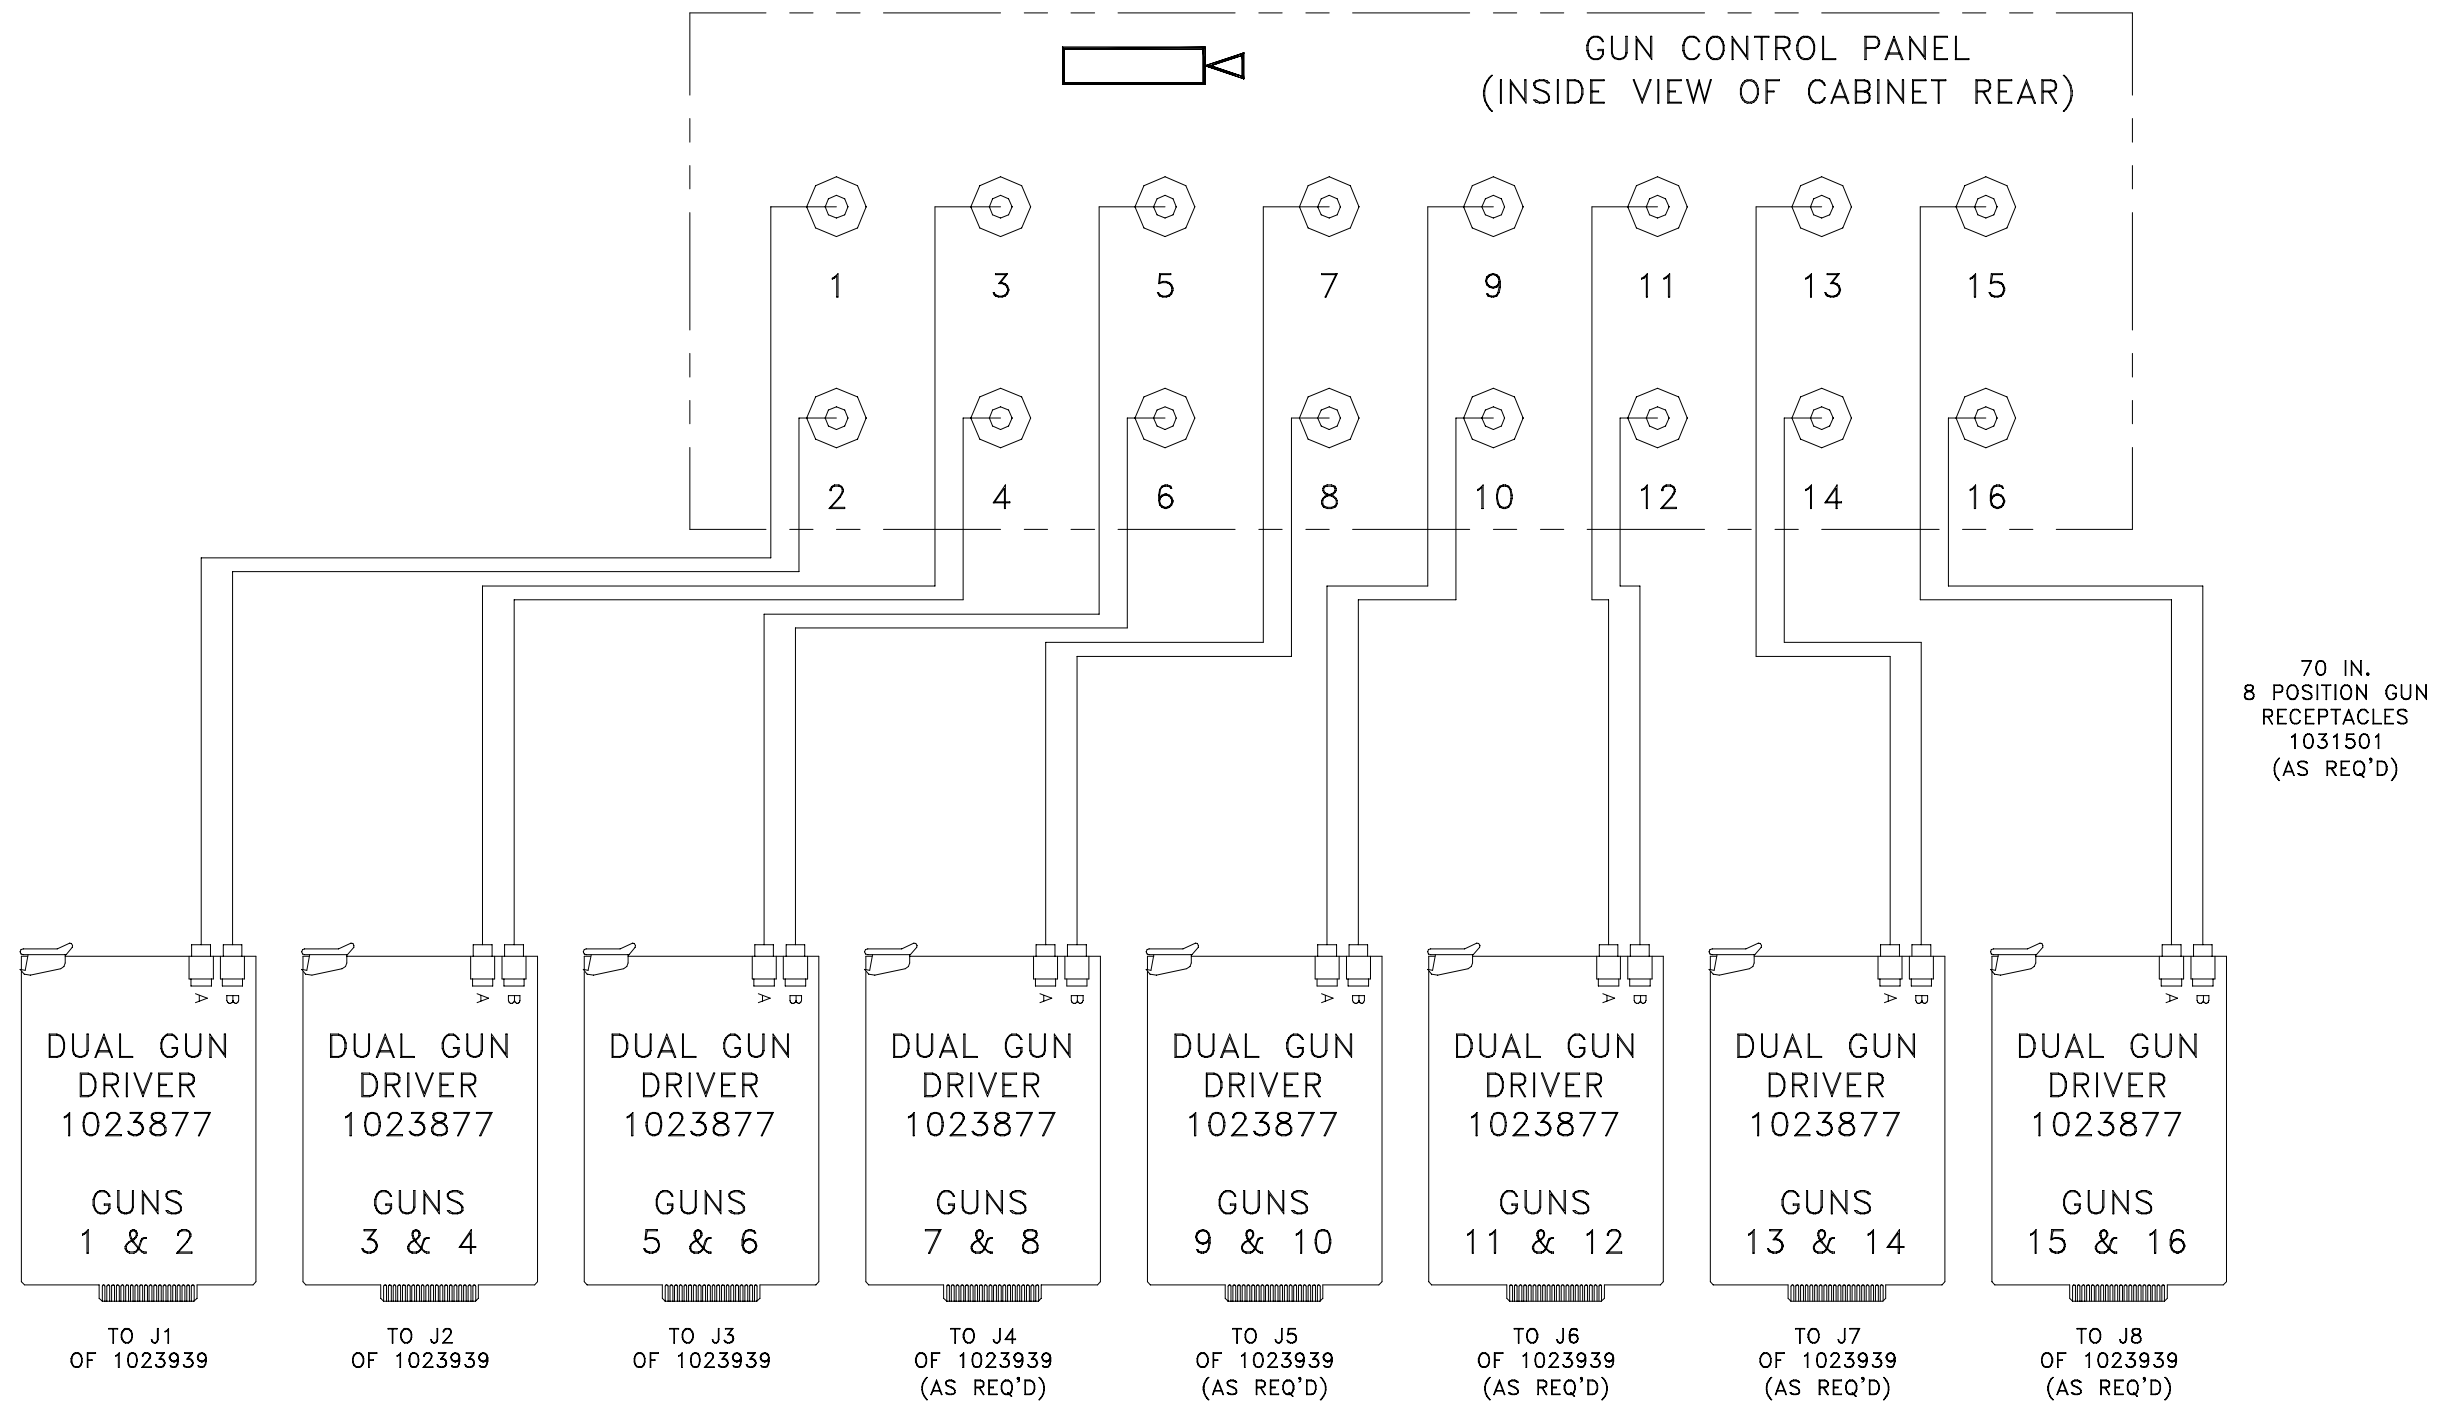 GUN CONTROL PANEL
(INSIDE VIEW OF CABINET REAR)
1 3 5 7 9 11 13 15
2 4 6 8 10 12 14 16
70 IN.
8 POSITION GUN
RECEPTACLES
1031501
(AS REQ'D)
A B A B A B A B A B A B A B A B
DUAL GUN
DRIVER
1023877
GUNS
1 & 2
TO J1
OF 1023939
DUAL GUN
DRIVER
1023877
GUNS
3 & 4
TO J2
OF 1023939
DUAL GUN
DRIVER
1023877
GUNS
5 & 6
TO J3
OF 1023939
DUAL GUN
DRIVER
1023877
GUNS
7 & 8
TO J4
OF 1023939
(AS REQ'D)
DUAL GUN
DRIVER
1023877
GUNS
9 & 10
TO J5
OF 1023939
(AS REQ'D)
DUAL GUN
DRIVER
1023877
GUNS
11 & 12
TO J6
OF 1023939
(AS REQ'D)
DUAL GUN
DRIVER
1023877
GUNS
13 & 14
TO J7
OF 1023939
(AS REQ'D)
DUAL GUN
DRIVER
1023877
GUNS
15 & 16
TO J8
OF 1023939
(AS REQ'D)